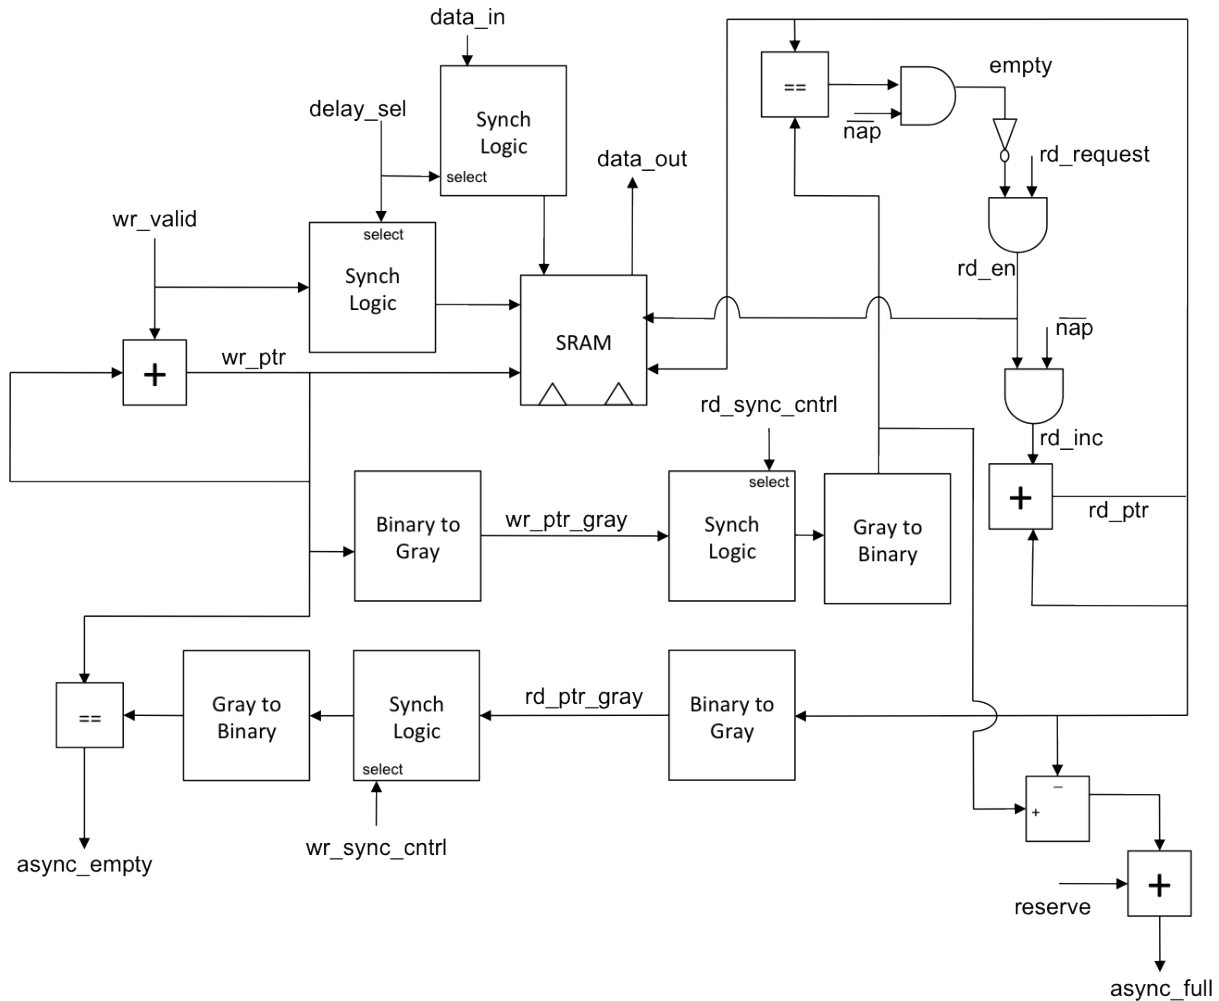 data_in
delay_sel
Synch
Logic
select
data_out
==
nap
empty
rd_request
wr_valid
select
Synch
Logic
rd_en
nap
SRAM
+
wr_ptr
rd_sync_cntrl
rd_inc
select
Binary to
Gray
wr_ptr_gray
Synch
Logic
Gray to
Binary
+
rd_ptr
==
Gray to
Binary
Synch
Logic
select
rd_ptr_gray
Binary to
Gray
wr_sync_cntrl
async_empty
−
+
reserve
+
async_full